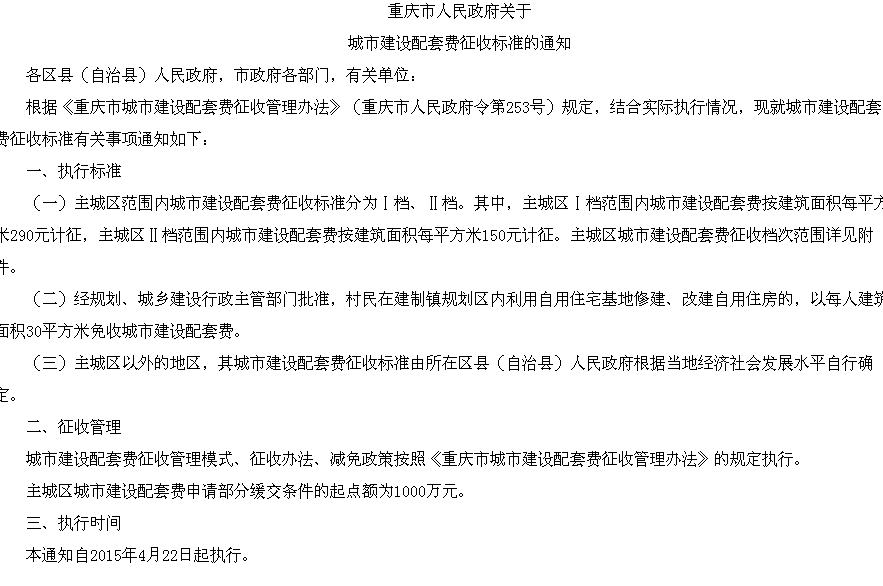 重庆市人民政府关于
城市建设配套费征收标准的通知
各区县（自治县）人民政府，市政府各部门，有关单位：
根据《重庆市城市建设配套费征收管理办法》（重庆市人民政府令第253号）规定，结合实际执行情况，现就城市建设配套
费征收标准有关事项通知如下：
一、执行标准
（一）主城区范围内城市建设配套费征收标准分为Ⅰ档、Ⅱ档。其中，主城区Ⅰ档范围内城市建设配套费按建筑面积每平方
米290元计征，主城区Ⅱ档范围内城市建设配套费按建筑面积每平方米150元计征。主城区城市建设配套费征收档次范围详见附
件。
（二）经规划、城乡建设行政主管部门批准，村民在建制镇规划区内利用自用住宅基地修建、改建自用住房的，以每人建筑
面积30平方米免收城市建设配套费。
（三）主城区以外的地区，其城市建设配套费征收标准由所在区县（自治县）人民政府根据当地经济社会发展水平自行确
定。
二、征收管理
城市建设配套费征收管理模式、征收办法、减免政策按照《重庆市城市建设配套费征收管理办法》的规定执行。
主城区城市建设配套费申请部分缓交条件的起点额为1000万元。
三、执行时间
本通知自2015年4月22日起执行。